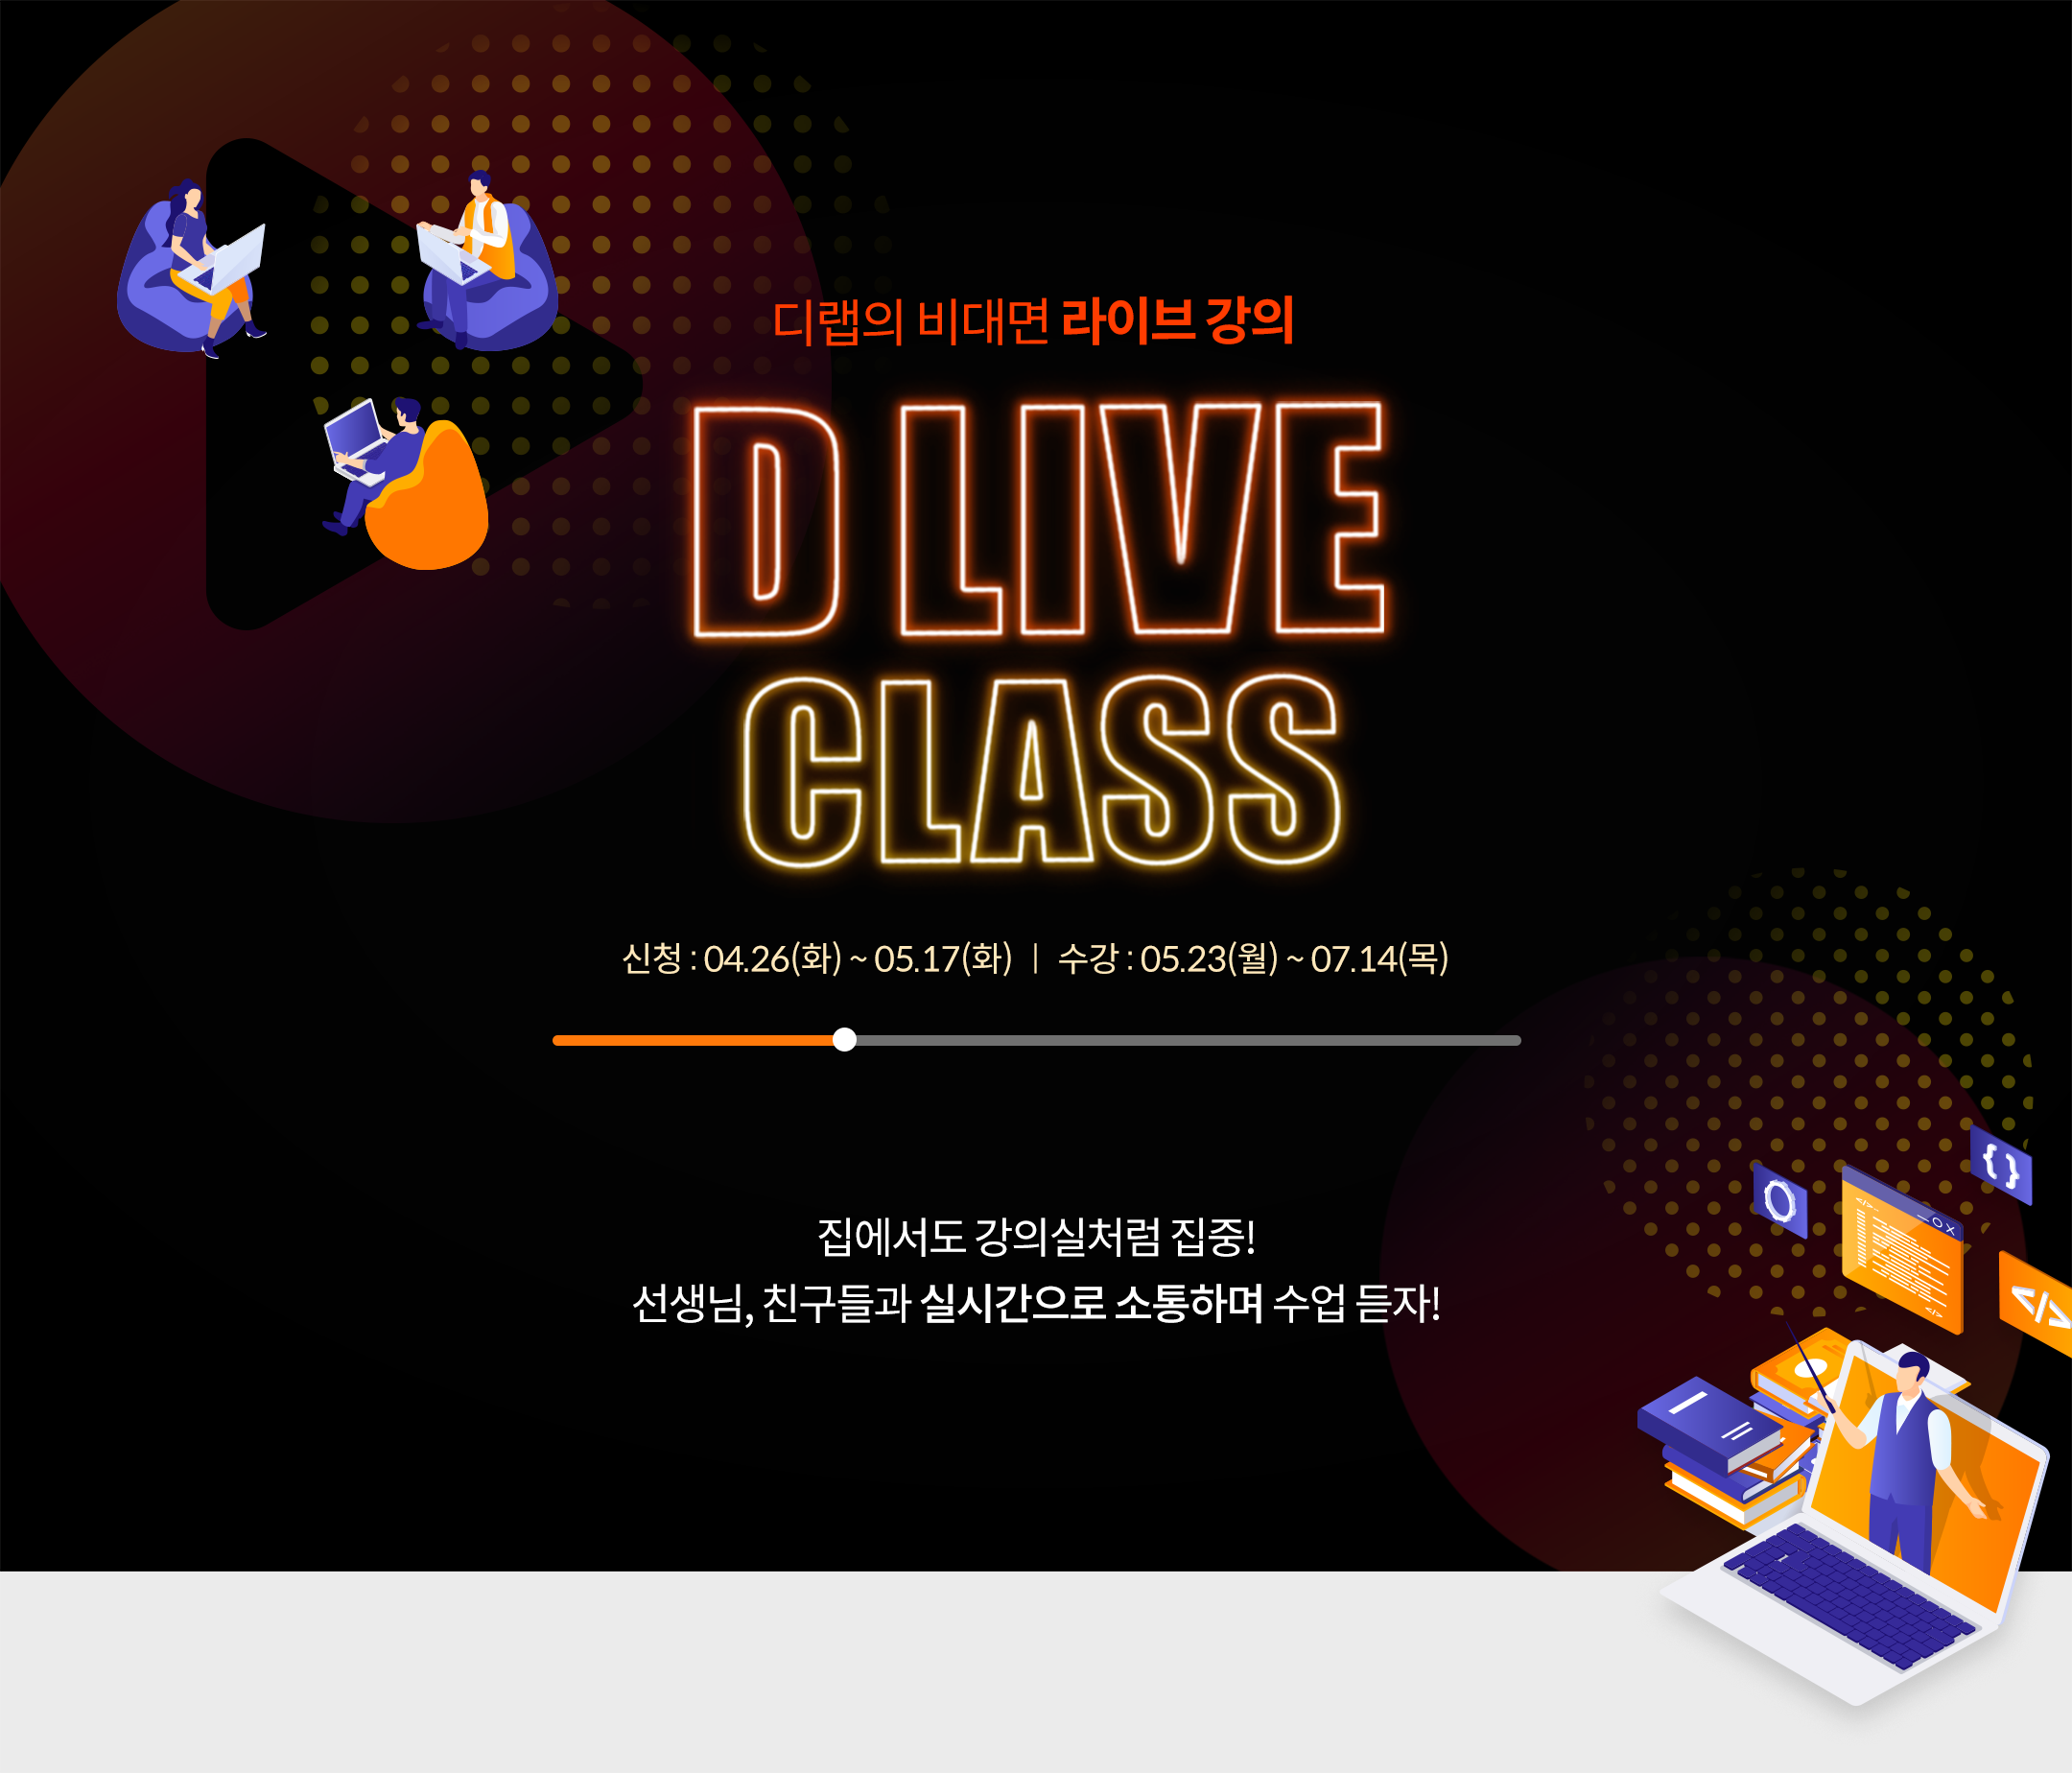 디랩의 비대면 라이브 강의
D LIVE
CLASS
신청 : 04.26(화) ~ 05.17(화) | 수강 : 05.23(월) ~ 07.14(목)
집에서도 강의실처럼 집중!
선생님, 친구들과 실시간으로 소통하며 수업 듣자!
{ }
</>
</>
</>